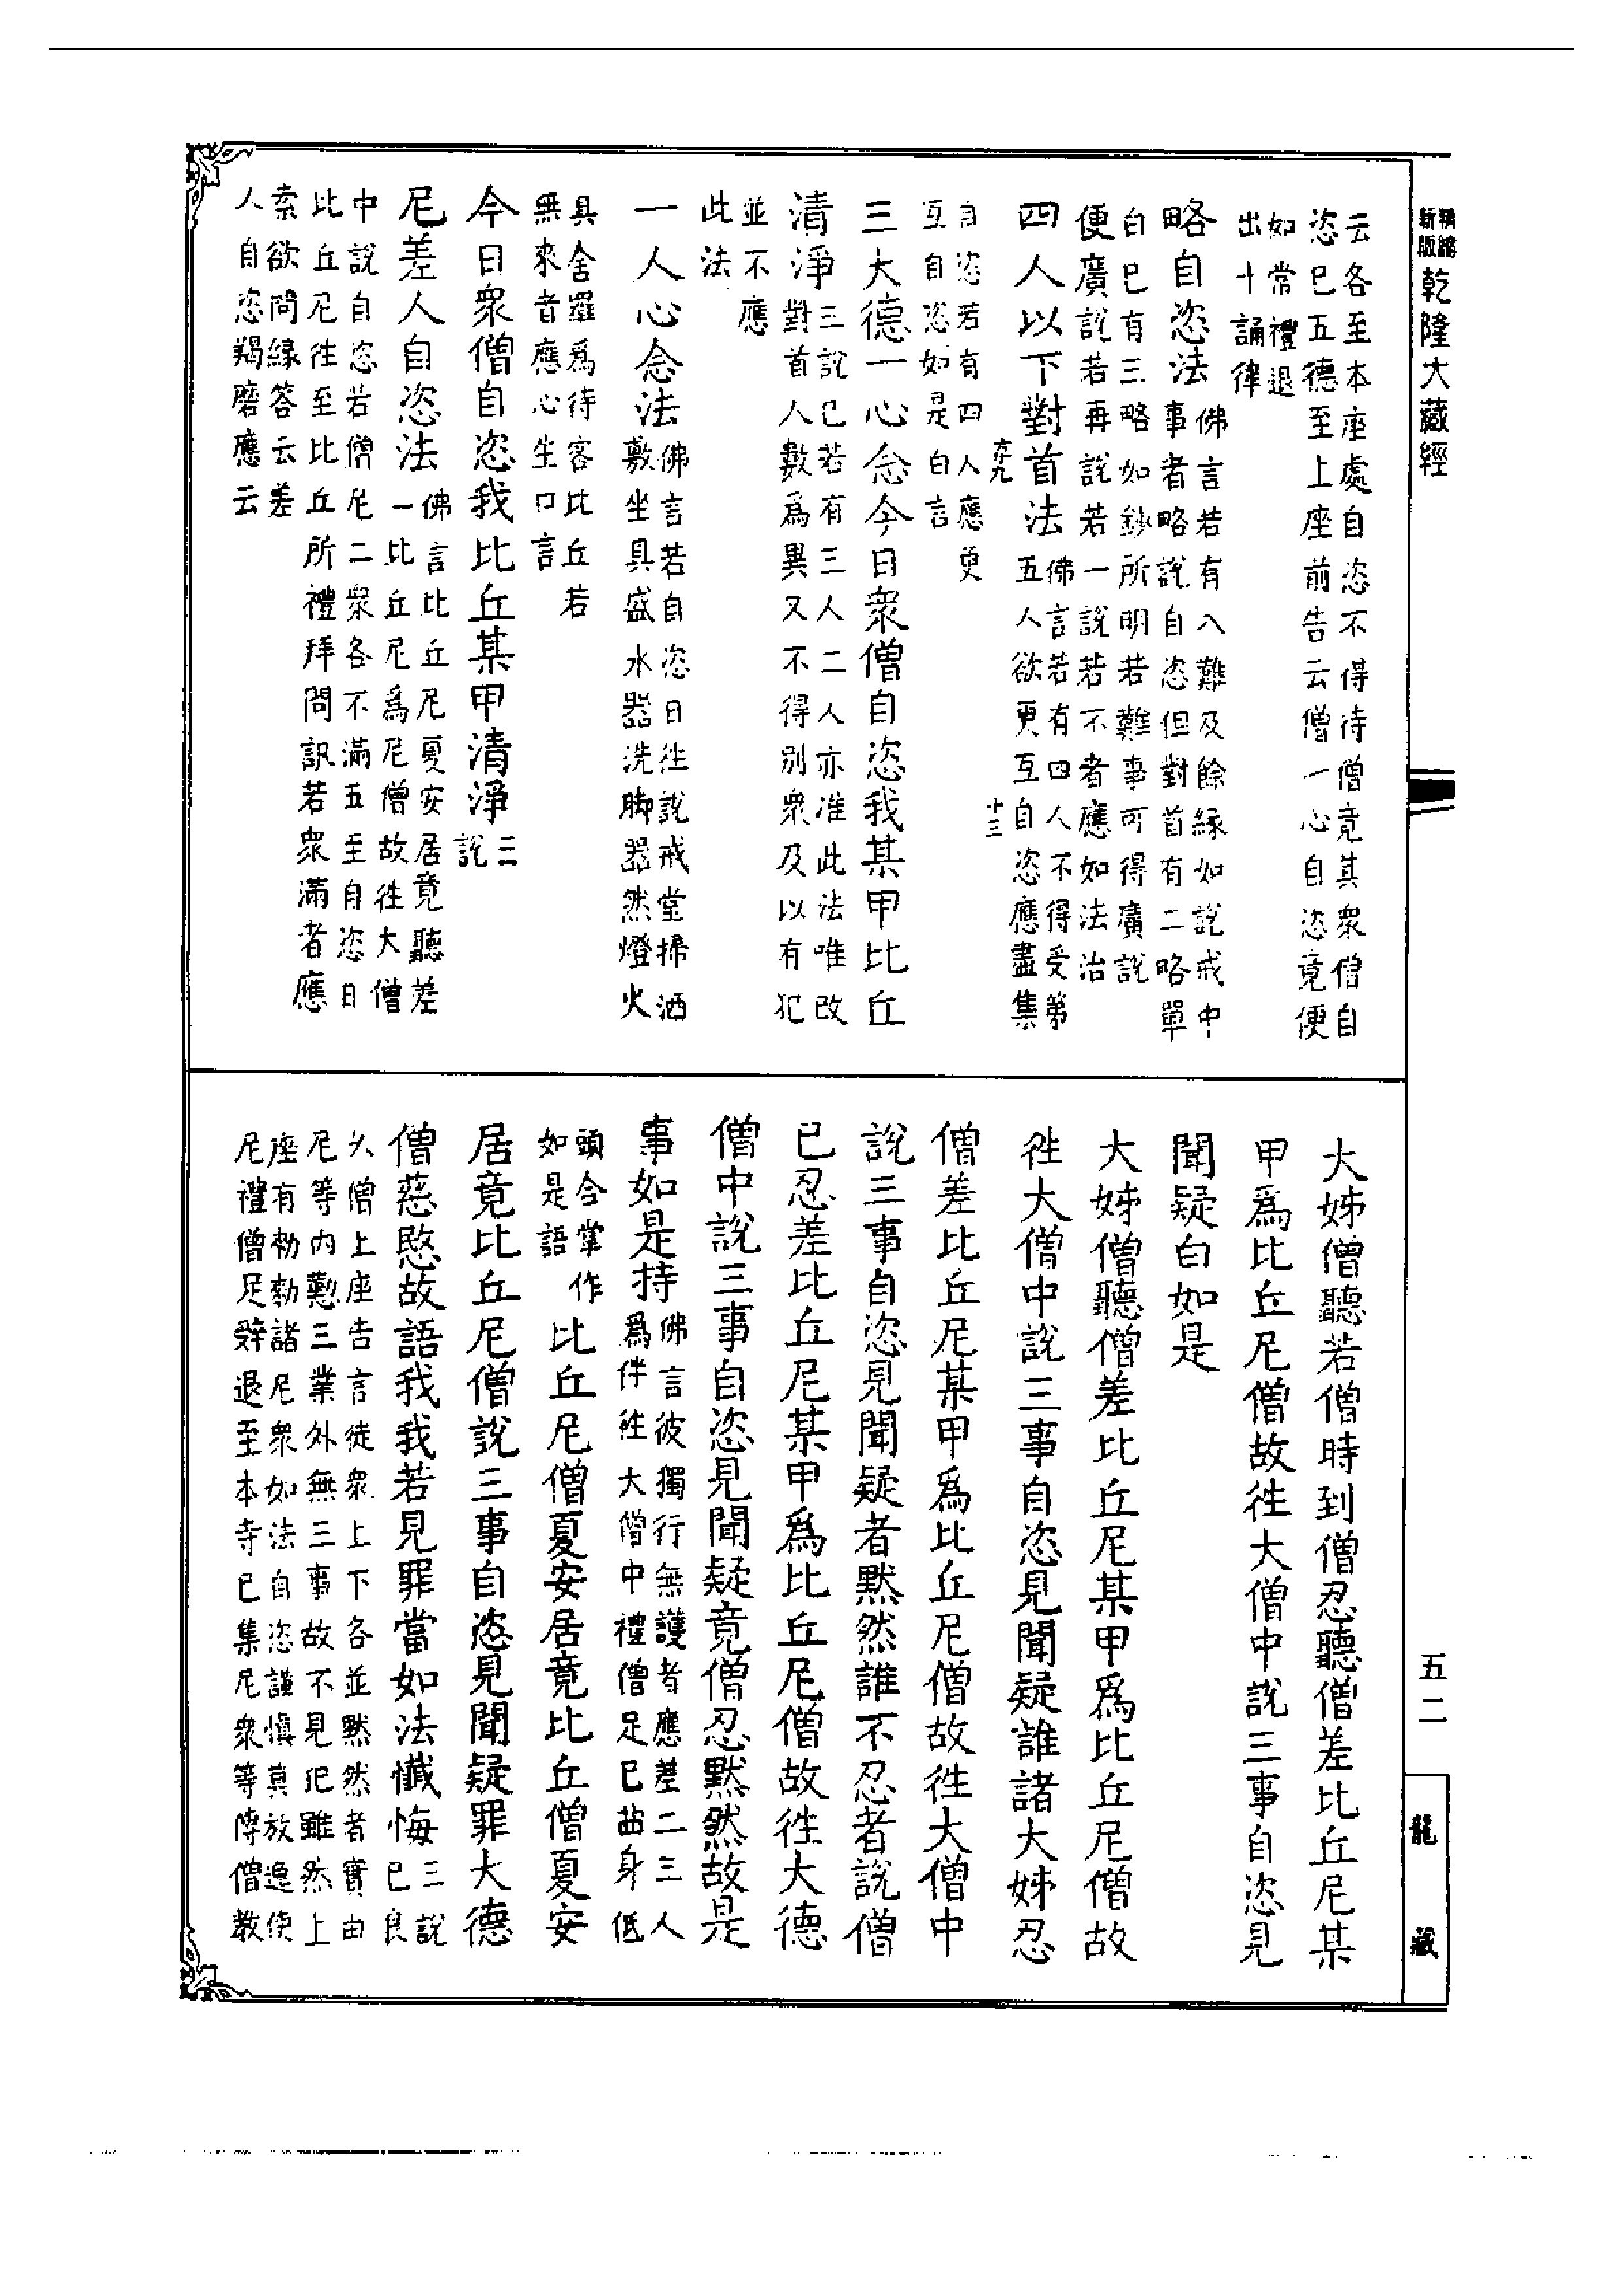 精縮
新版
乾隆大藏經
云各至本座處自恣不得待僧竟其衆僧自
恣已五德至上座前告云僧一心自恣竟便
如常禮退
出十誦律
略自恣法佛言若有八難及餘緣如說戒中
事者略說自恣但對首有二略單
白已有三略如鈔所明若難事可得廣說
便廣說若再說若一說若不者應如法治
四人以下對首法佛言若有四人不得受第
五人欲更互自恣應盡集
六九
十三
自恣若有四人應更
互自恣如是白言
三大德一心念今日衆僧自恣我某甲比丘
清淨三說已若有三人二人亦准此法唯改
對首人數爲異又不得別衆及以有犯
並不應
此法
一人心念法佛言若自恣日往說戒堂掃洒
敷坐具盛水器洗脚器然燈火
具舍羅爲待客比丘若
無來者應心生口言
今日衆僧自恣我比丘某甲清淨三
說
尼差人自恣法佛言比丘尼夏安居竟聽差
一比丘尼爲尼僧故往大僧
中說自恣若僧尼二衆各不滿五至自恣日
比丘尼往至比丘所禮拜問訊若衆滿者應
索欲問緣答云差
人自恣羯磨應云
大姊僧聽若僧時到僧忍聽僧差比丘尼某
甲爲比丘尼僧故往大僧中說三事自恣見
聞疑白如是
大姊僧聽僧差比丘尼某甲爲比丘尼僧故
往大僧中說三事自恣見聞疑誰諸大姊忍
僧差比丘尼某甲爲比丘尼僧故往大僧中
說三事自恣見聞疑者默然誰不忍者說僧
已忍差比丘尼某甲爲比丘尼僧故往大德
僧中說三事自恣見聞疑竟僧忍默然故是
事如是持佛言彼獨行無護者應差二三人
爲伴往大僧中禮僧足已曲身低
頭合掌作
如是語
比丘尼僧夏安居竟比丘僧夏安
居竟比丘尼僧說三事自恣見聞疑罪大德
僧慈愍故語我我若見罪當如法懺悔三說
已良
久僧上座告言徒衆上下各並默然者實由
尼等内懃三業外無三事故不見犯雖然上
座有勑勑諸尼衆如法自恣謹慎莫放逸使
尼禮僧足辭退至本寺已集尼衆等傳僧教
五二
龍藏